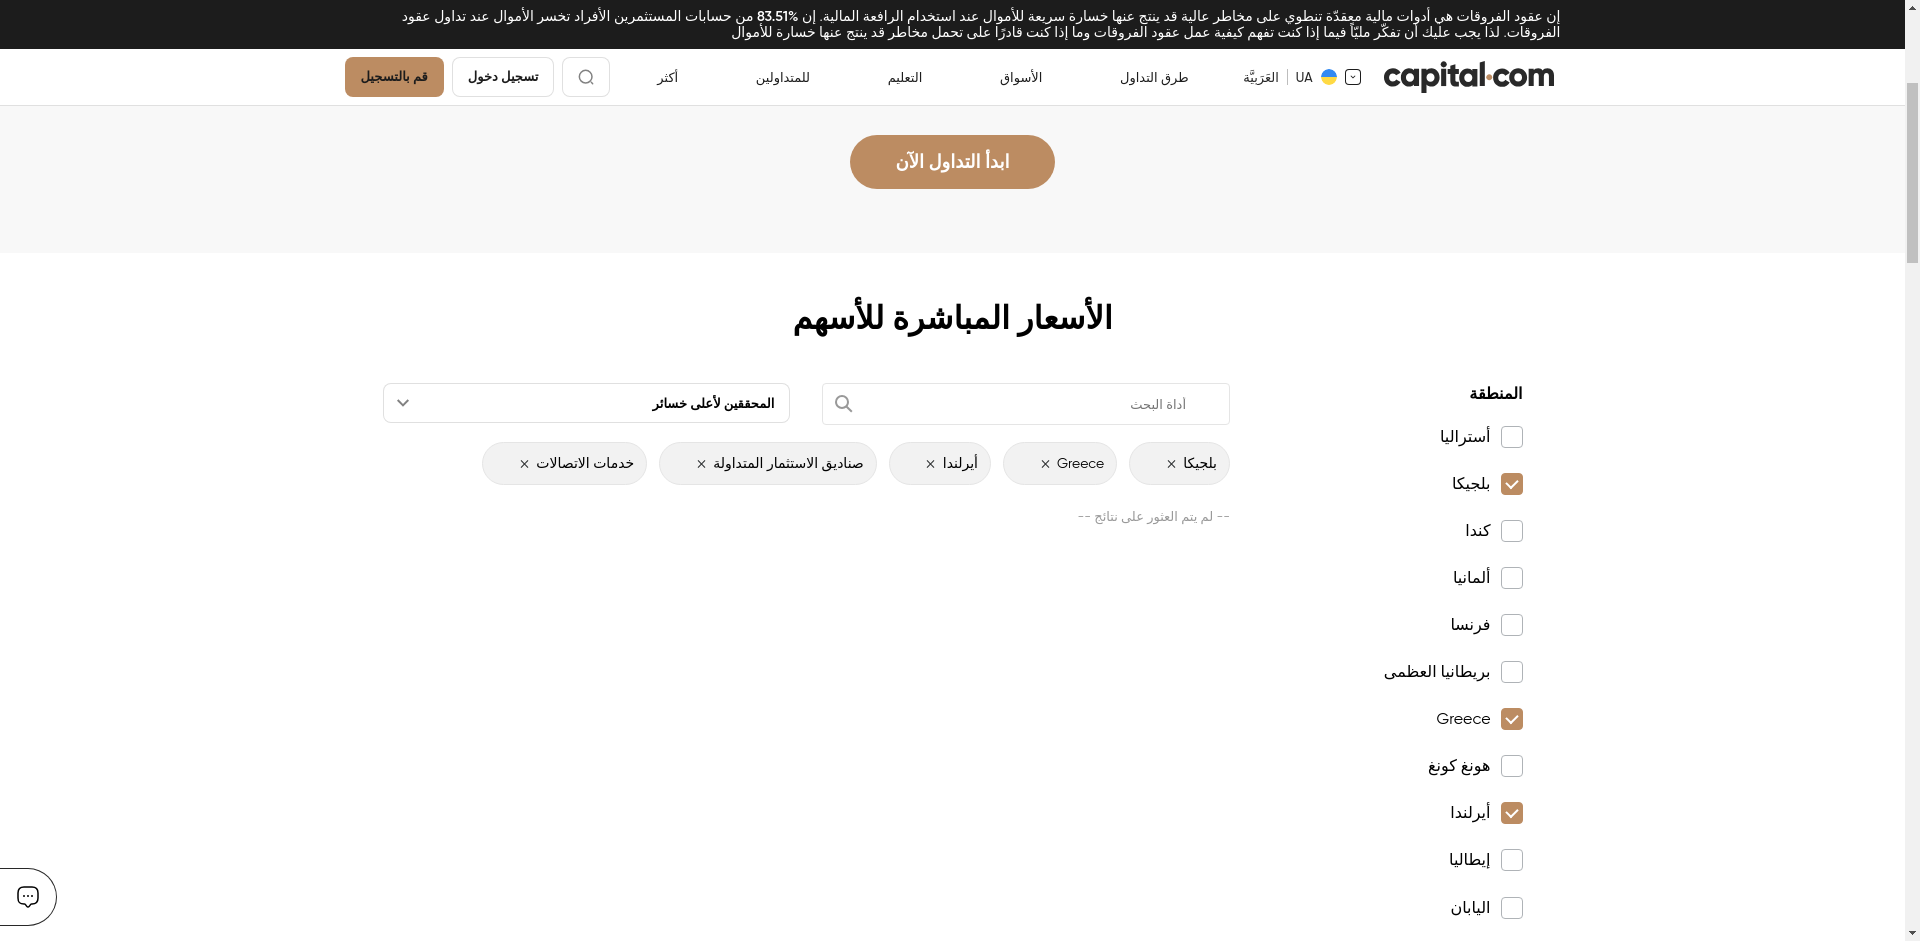 إن عقود الفروقات هي أدوات مالية معقدّة تنطوي على مخاطر عالية قد ينتج عنها خسارة سريعة للأموال عند استخدام الرافعة المالية. إن 83.51% من حسابات المستثمرين الأفراد تخسر الأموال عند تداول عقود
الفروقات. لذا يجب عليك أن تفكّر مليّاً فيما إذا كنت تفهم كيفية عمل عقود الفروقات وما إذا كنت قادرًا على تحمل مخاطر قد ينتج عنها خسارة للأموال
capital.com
UA
العَرَبِيَّة
طرق التداول
الأسواق
التعليم
للمتداولين
أكثر
تسجيل دخول
قم بالتسجيل
ابدأ التداول الآن
الأسعار المباشرة للأسهم
المنطقة
أستراليا
بلجيكا
كندا
ألمانيا
فرنسا
بريطانيا العظمى
Greece
هونغ كونغ
أيرلندا
إيطاليا
اليابان
أداة البحث
المحققين لأعلى خسائر
بلجيكا ×
Greece ×
أيرلندا ×
صناديق الاستثمار المتداولة ×
خدمات الاتصالات ×
-- لم يتم العثور على نتائج --